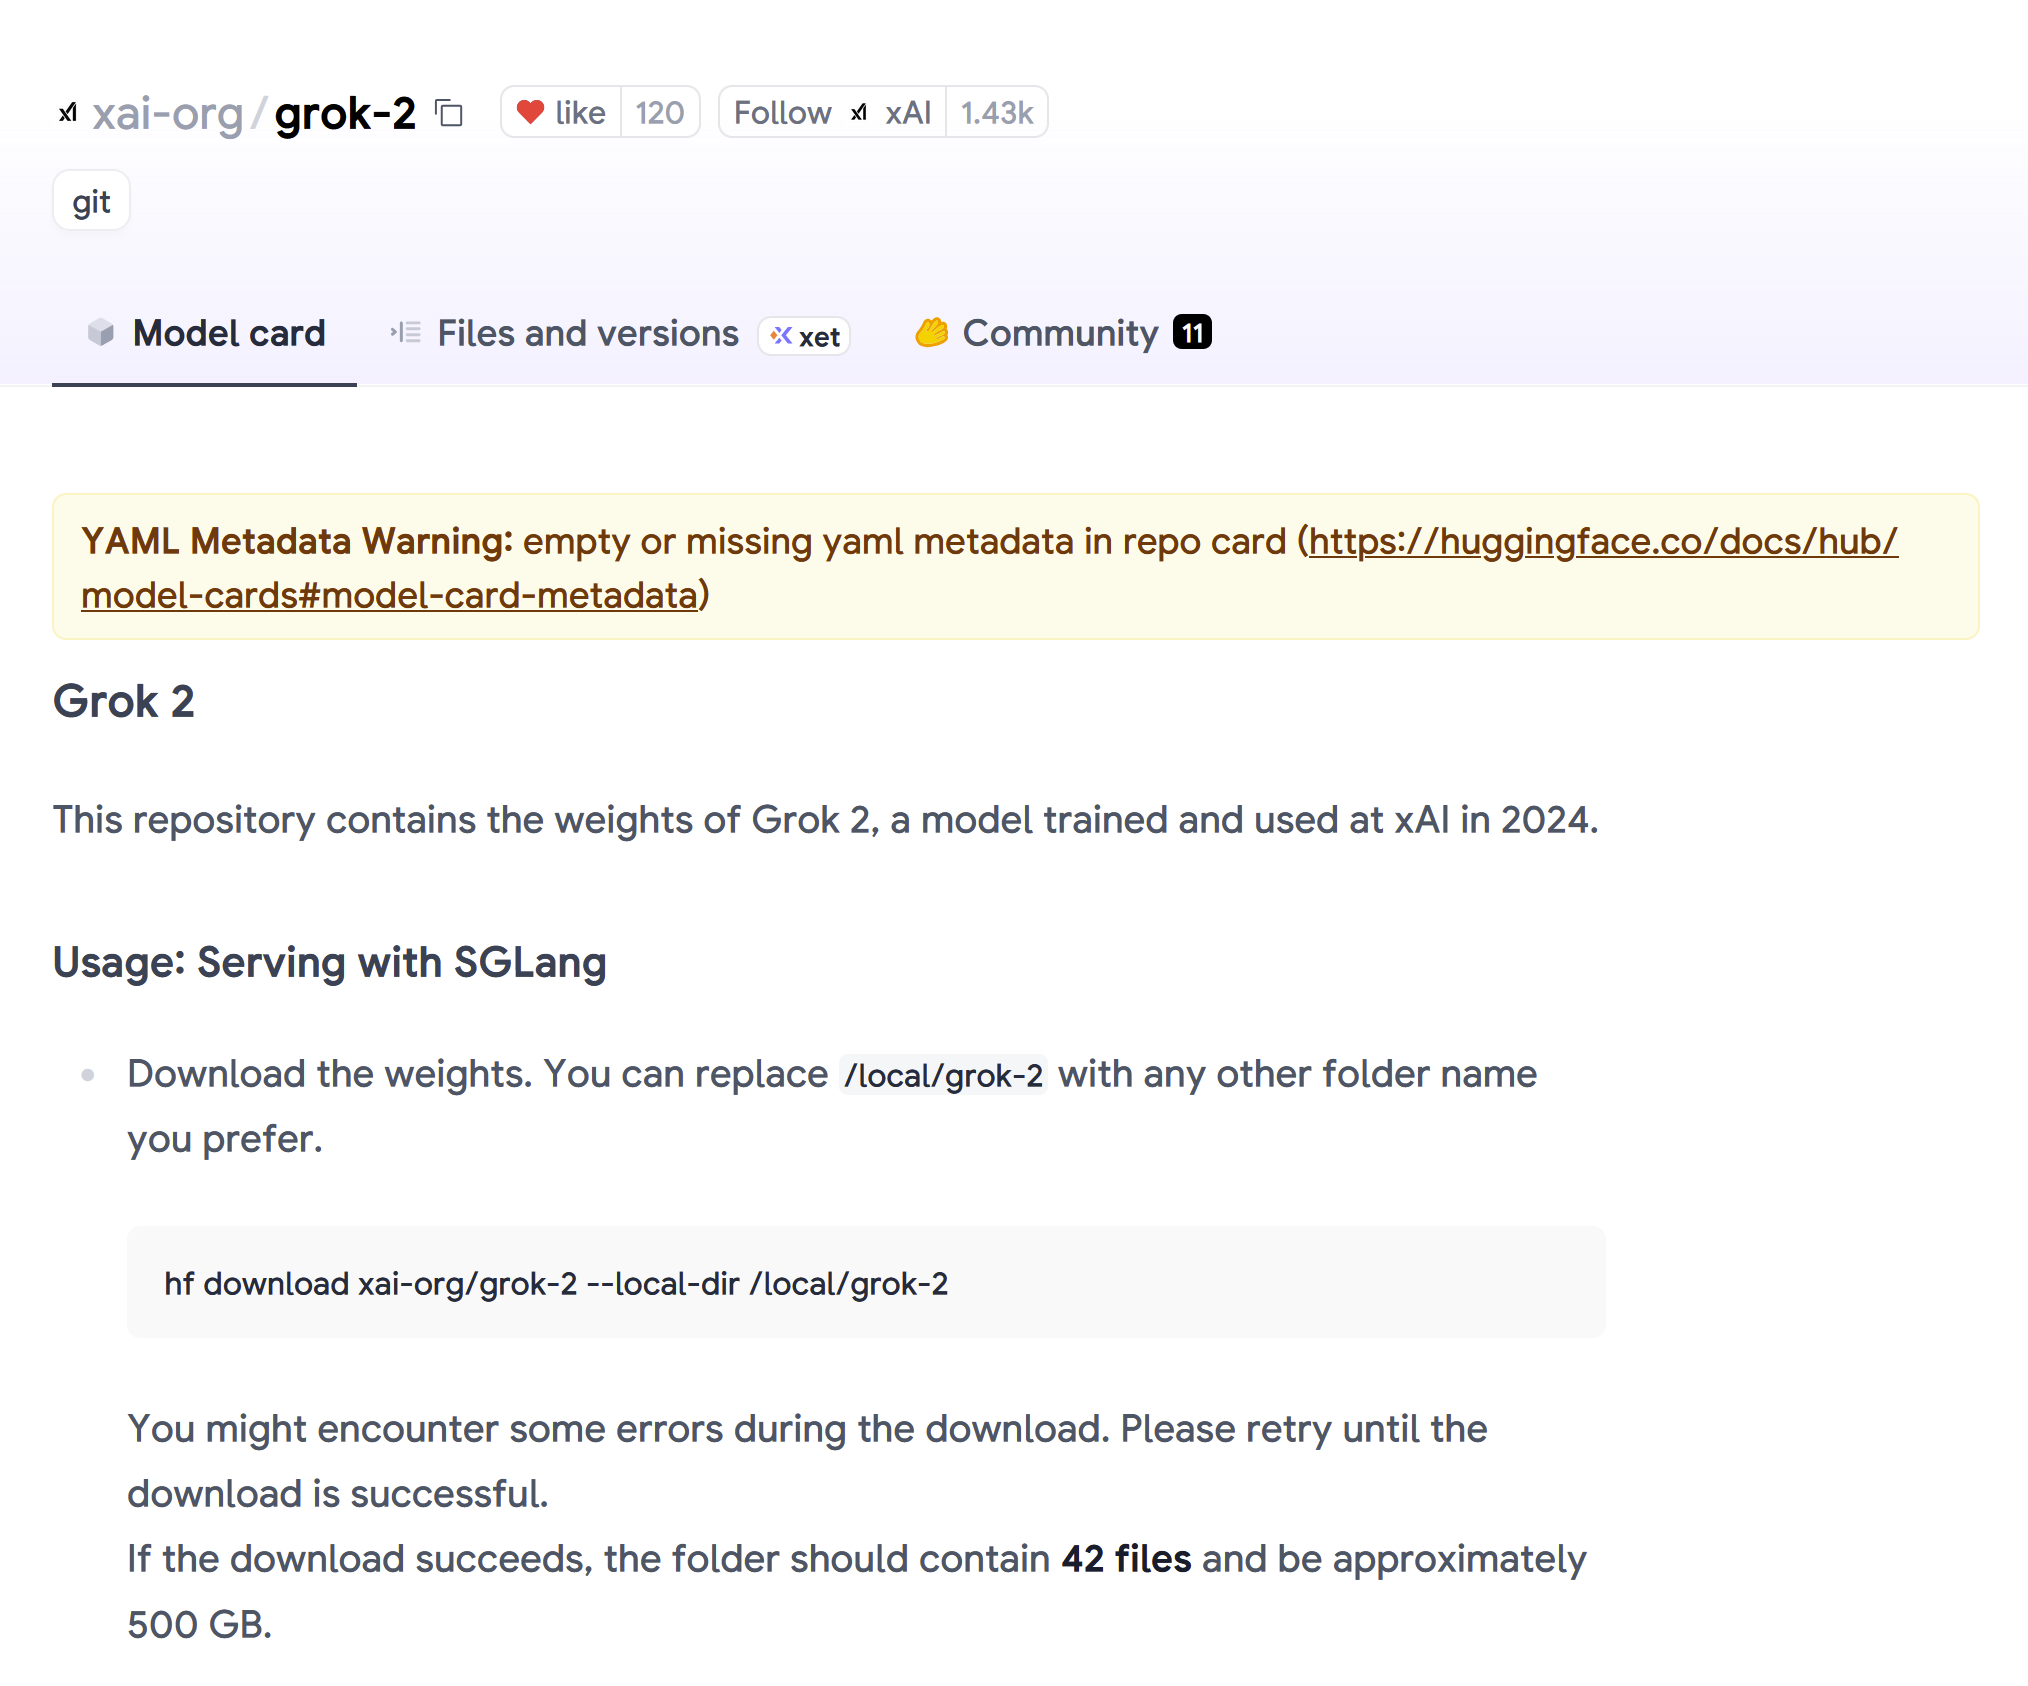 xai-org/grok-2 like 120 Follow xAI 1.43k
git
Model card Files and versions xet Community 11
YAML Metadata Warning: empty or missing yaml metadata in repo card (https://huggingface.co/docs/hub/
model-cards#model-card-metadata)
Grok 2
This repository contains the weights of Grok 2, a model trained and used at xAI in 2024.
Usage: Serving with SGLang
Download the weights. You can replace /local/grok-2 with any other folder name
you prefer.
hf download xai-org/grok-2 --local-dir /local/grok-2
You might encounter some errors during the download. Please retry until the
download is successful.
If the download succeeds, the folder should contain 42 files and be approximately
500 GB.